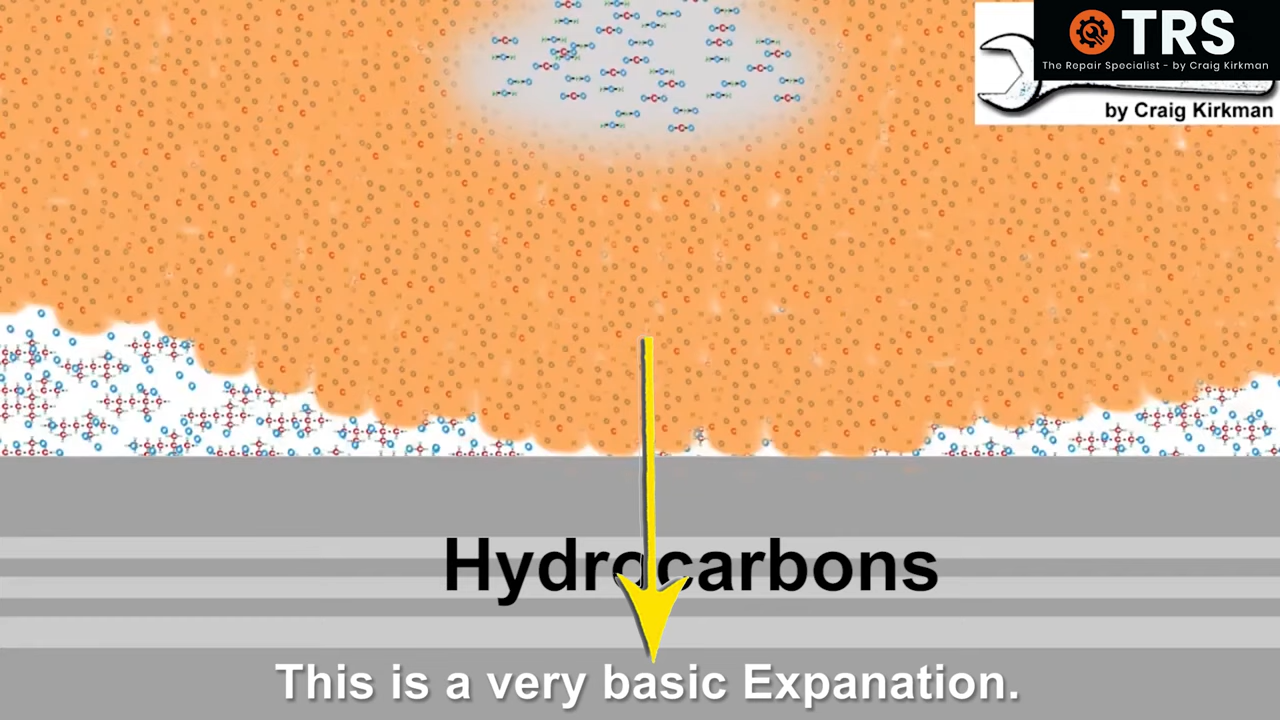 TRS
The Repair Specialist - by Craig Kirkman
by Craig Kirkman
Hydrocarbons
This is a very basic Expanation.